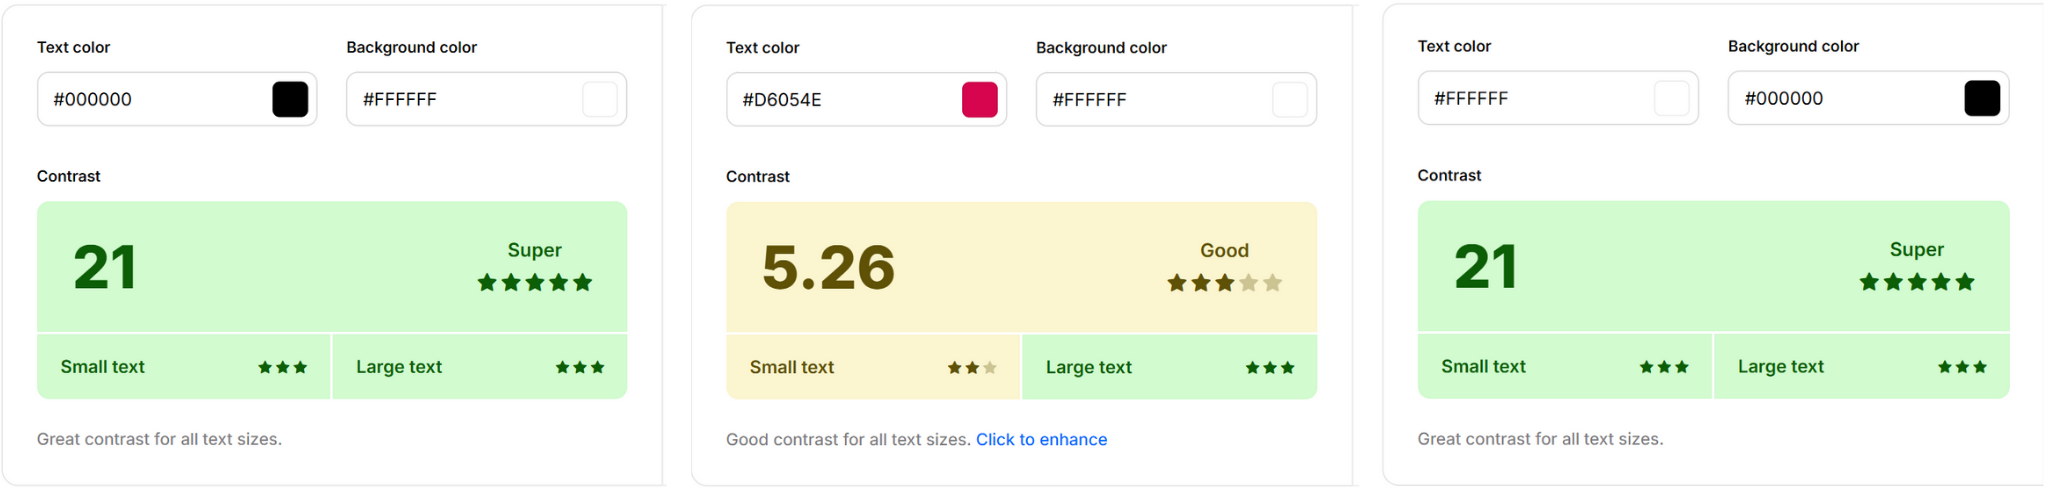 Text color
Background color
#000000
#FFFFFF
Contrast
21
Super
Small text
Large text
Great contrast for all text sizes.
Text color
Background color
#D6054E
#FFFFFF
Contrast
5.26
Good
Small text
Large text
Good contrast for all text sizes. Click to enhance
Text color
Background color
#FFFFFF
#000000
Contrast
21
Super
Small text
Large text
Great contrast for all text sizes.